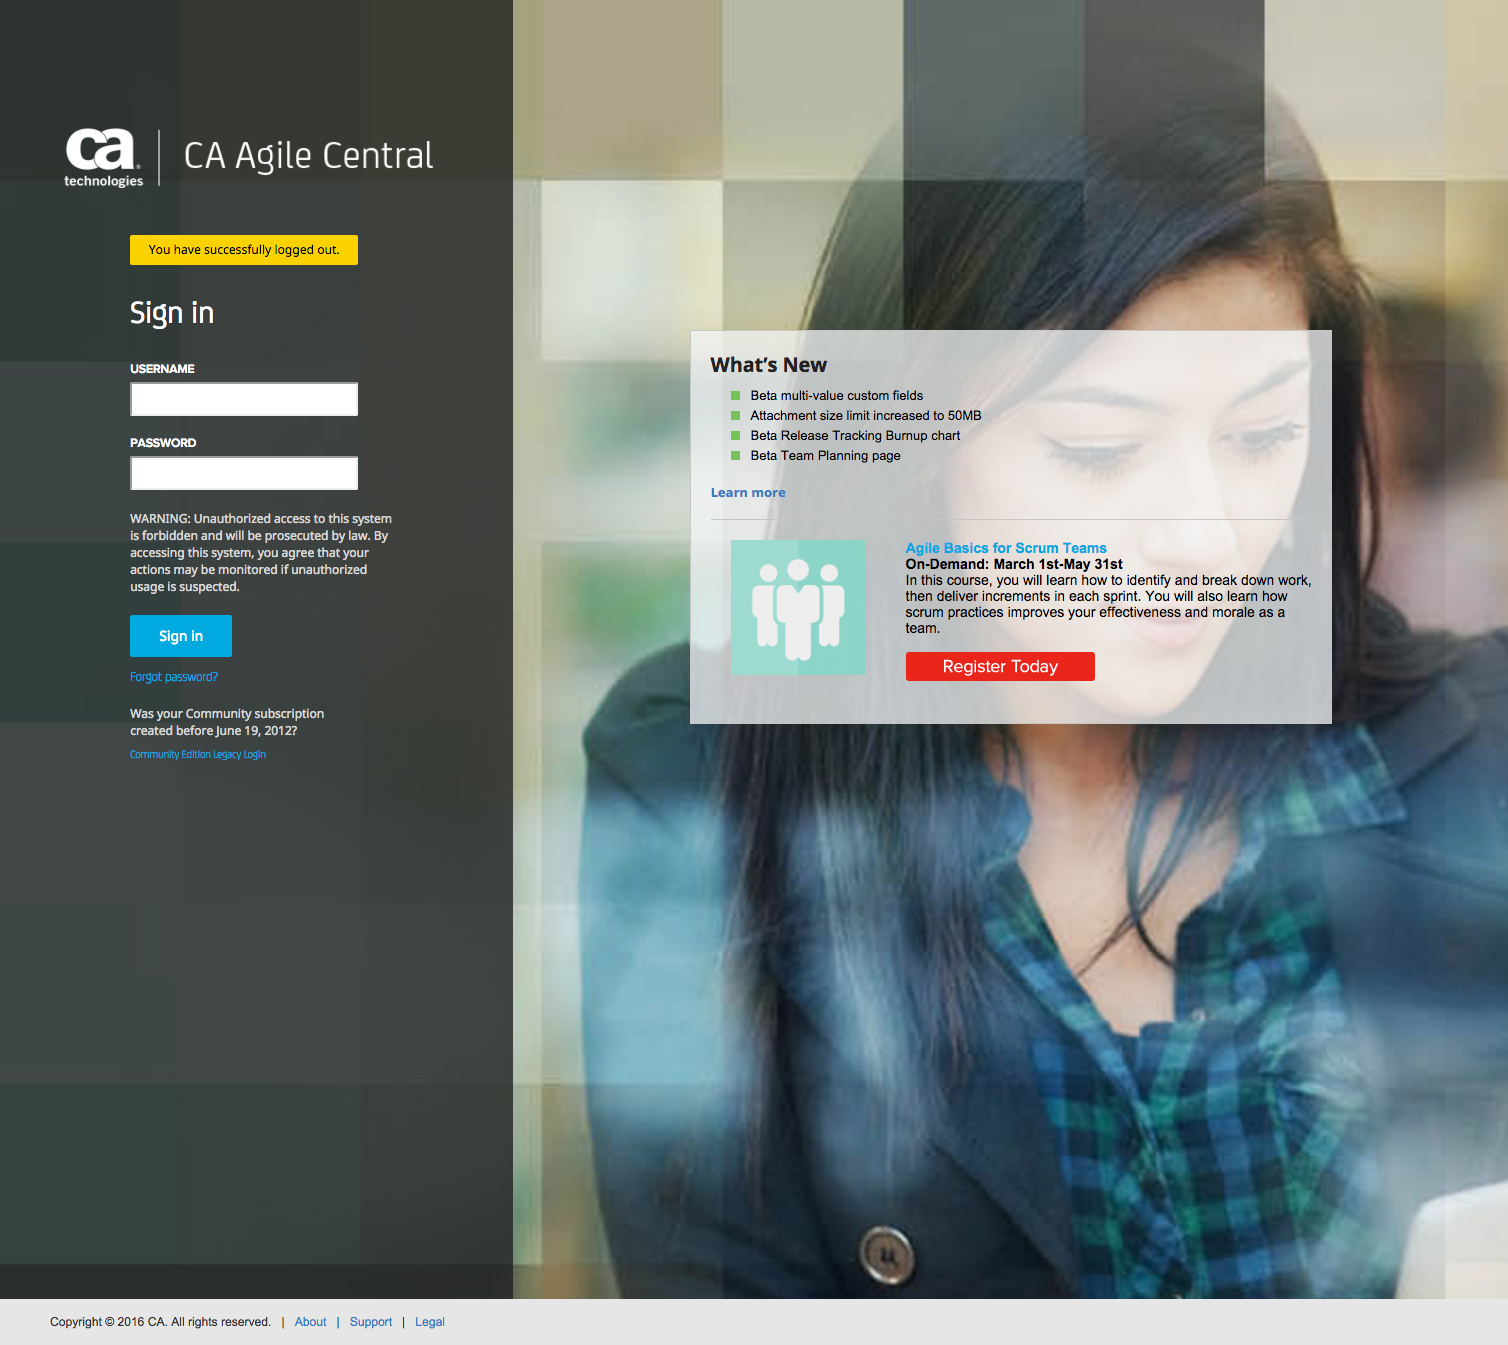 ca
technologies
CA Agile Central
You have successfully logged out.
Sign in
USERNAME
PASSWORD
WARNING: Unauthorized access to this system
is forbidden and will be prosecuted by law. By
accessing this system, you agree that your
actions may be monitored if unauthorized
usage is suspected.
Sign in
Forgot password?
Was your Community subscription
created before June 19, 2012?
Community Edition Legacy Login
What's New
Beta multi-value custom fields
Attachment size limit increased to 50MB
Beta Release Tracking Burnup chart
Beta Team Planning page
Learn more
Agile Basics for Scrum Teams
On-Demand: March 1st-May 31st
In this course, you will learn how to identify and break down work,
then deliver increments in each sprint. You will also learn how
scrum practices improves your effectiveness and morale as a
team.
Register Today
Copyright © 2016 CA. All rights reserved. | About | Support | Legal